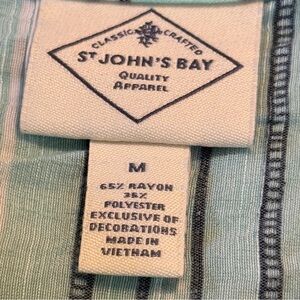 CLASSIC CRAFTED
ST JOHN'S BAY
QUALITY
APPAREL
M
65% RAYON
35%
POLYESTER
EXCLUSIVE OF
DECORATIONS
MADE IN
VIETNAM